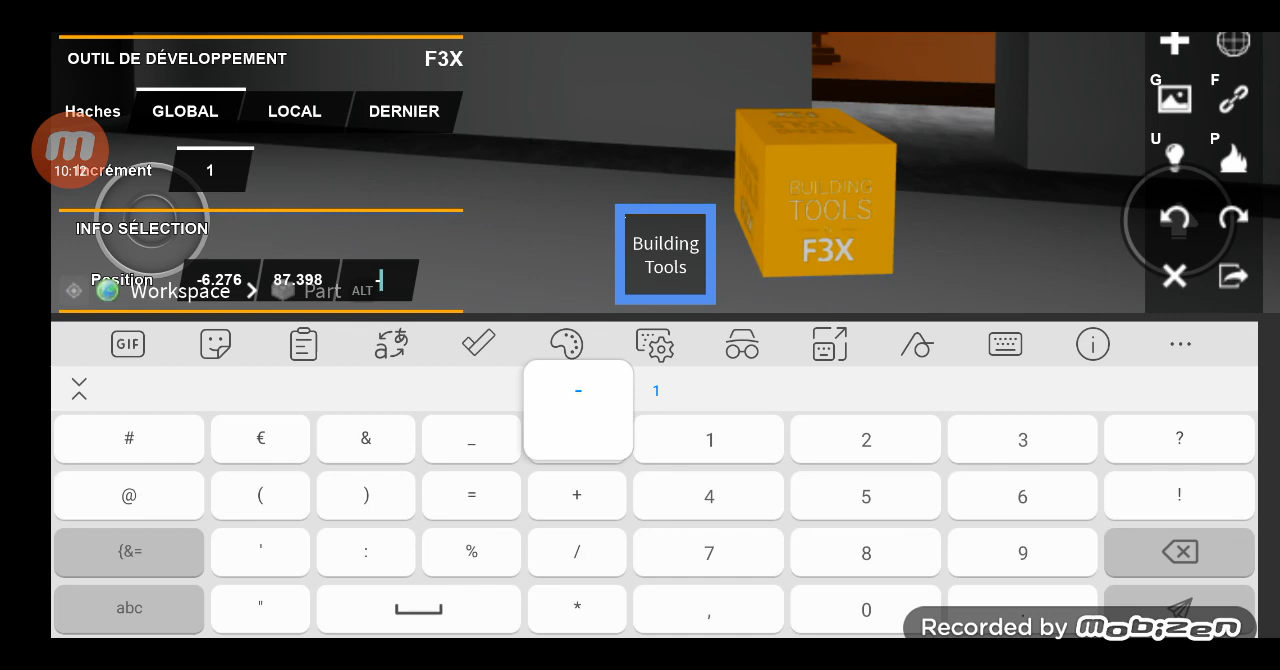 OUTIL DE DÉVELOPPEMENT F3X
Haches GLOBAL LOCAL DERNIER
G F
10:12
Incrément 1
U P
BUILDING
TOOLS
F3X
INFO SÉLECTION
Building
Tools
Position -6.276 87.398 -
Workspace > Part ALT
GIF
- 1
# € & _ 1 2 3 ?
@ ( ) = + 4 5 6 !
{&= ' : % / 7 8 9
abc " * , 0 .
Recorded by mobizen